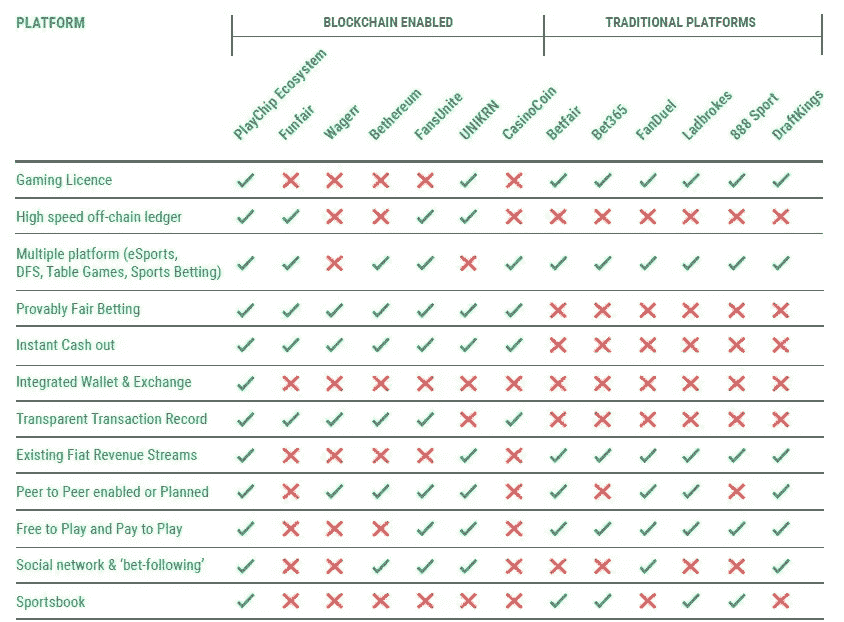 PLATFORM
BLOCKCHAIN ENABLED
TRADITIONAL PLATFORMS
PlayChip Ecosystem
Funfair
Wagerr
Bethereum
FansUnite
UNIKRN
CasinoCoin
Betfair
Bet365
FanDuel
Ladbrokes
888 Sport
DraftKings
Gaming Licence
High speed off-chain ledger
Multiple platform (eSports,
DFS, Table Games, Sports Betting)
Provably Fair Betting
Instant Cash out
Integrated Wallet & Exchange
Transparent Transaction Record
Existing Fiat Revenue Streams
Peer to Peer enabled or Planned
Free to Play and Pay to Play
Social network & ‘bet-following’
Sportsbook